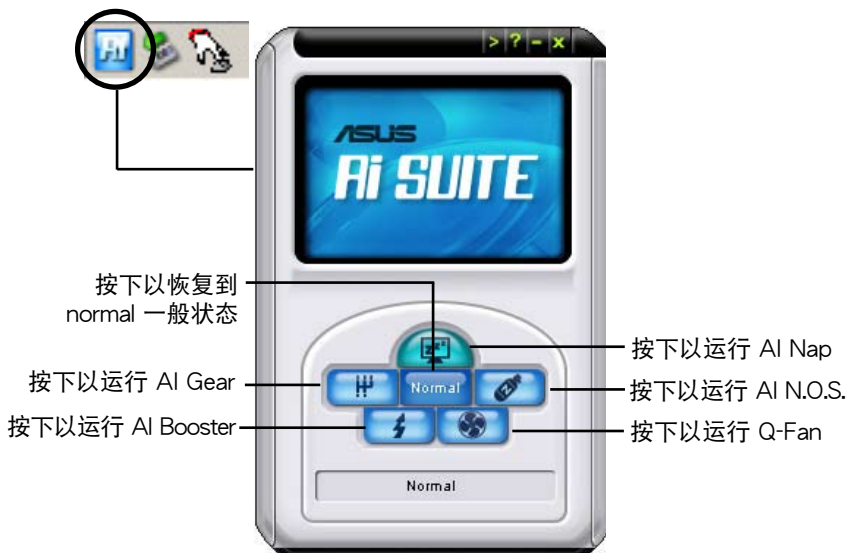 > ? - x
Ai
ASUS
Ai SUITE
按下以恢复到
normal 一般状态
按下以运行 AI Nap
按下以运行 AI Gear
Normal
按下以运行 AI N.O.S.
按下以运行 AI Booster
按下以运行 Q-Fan
Normal